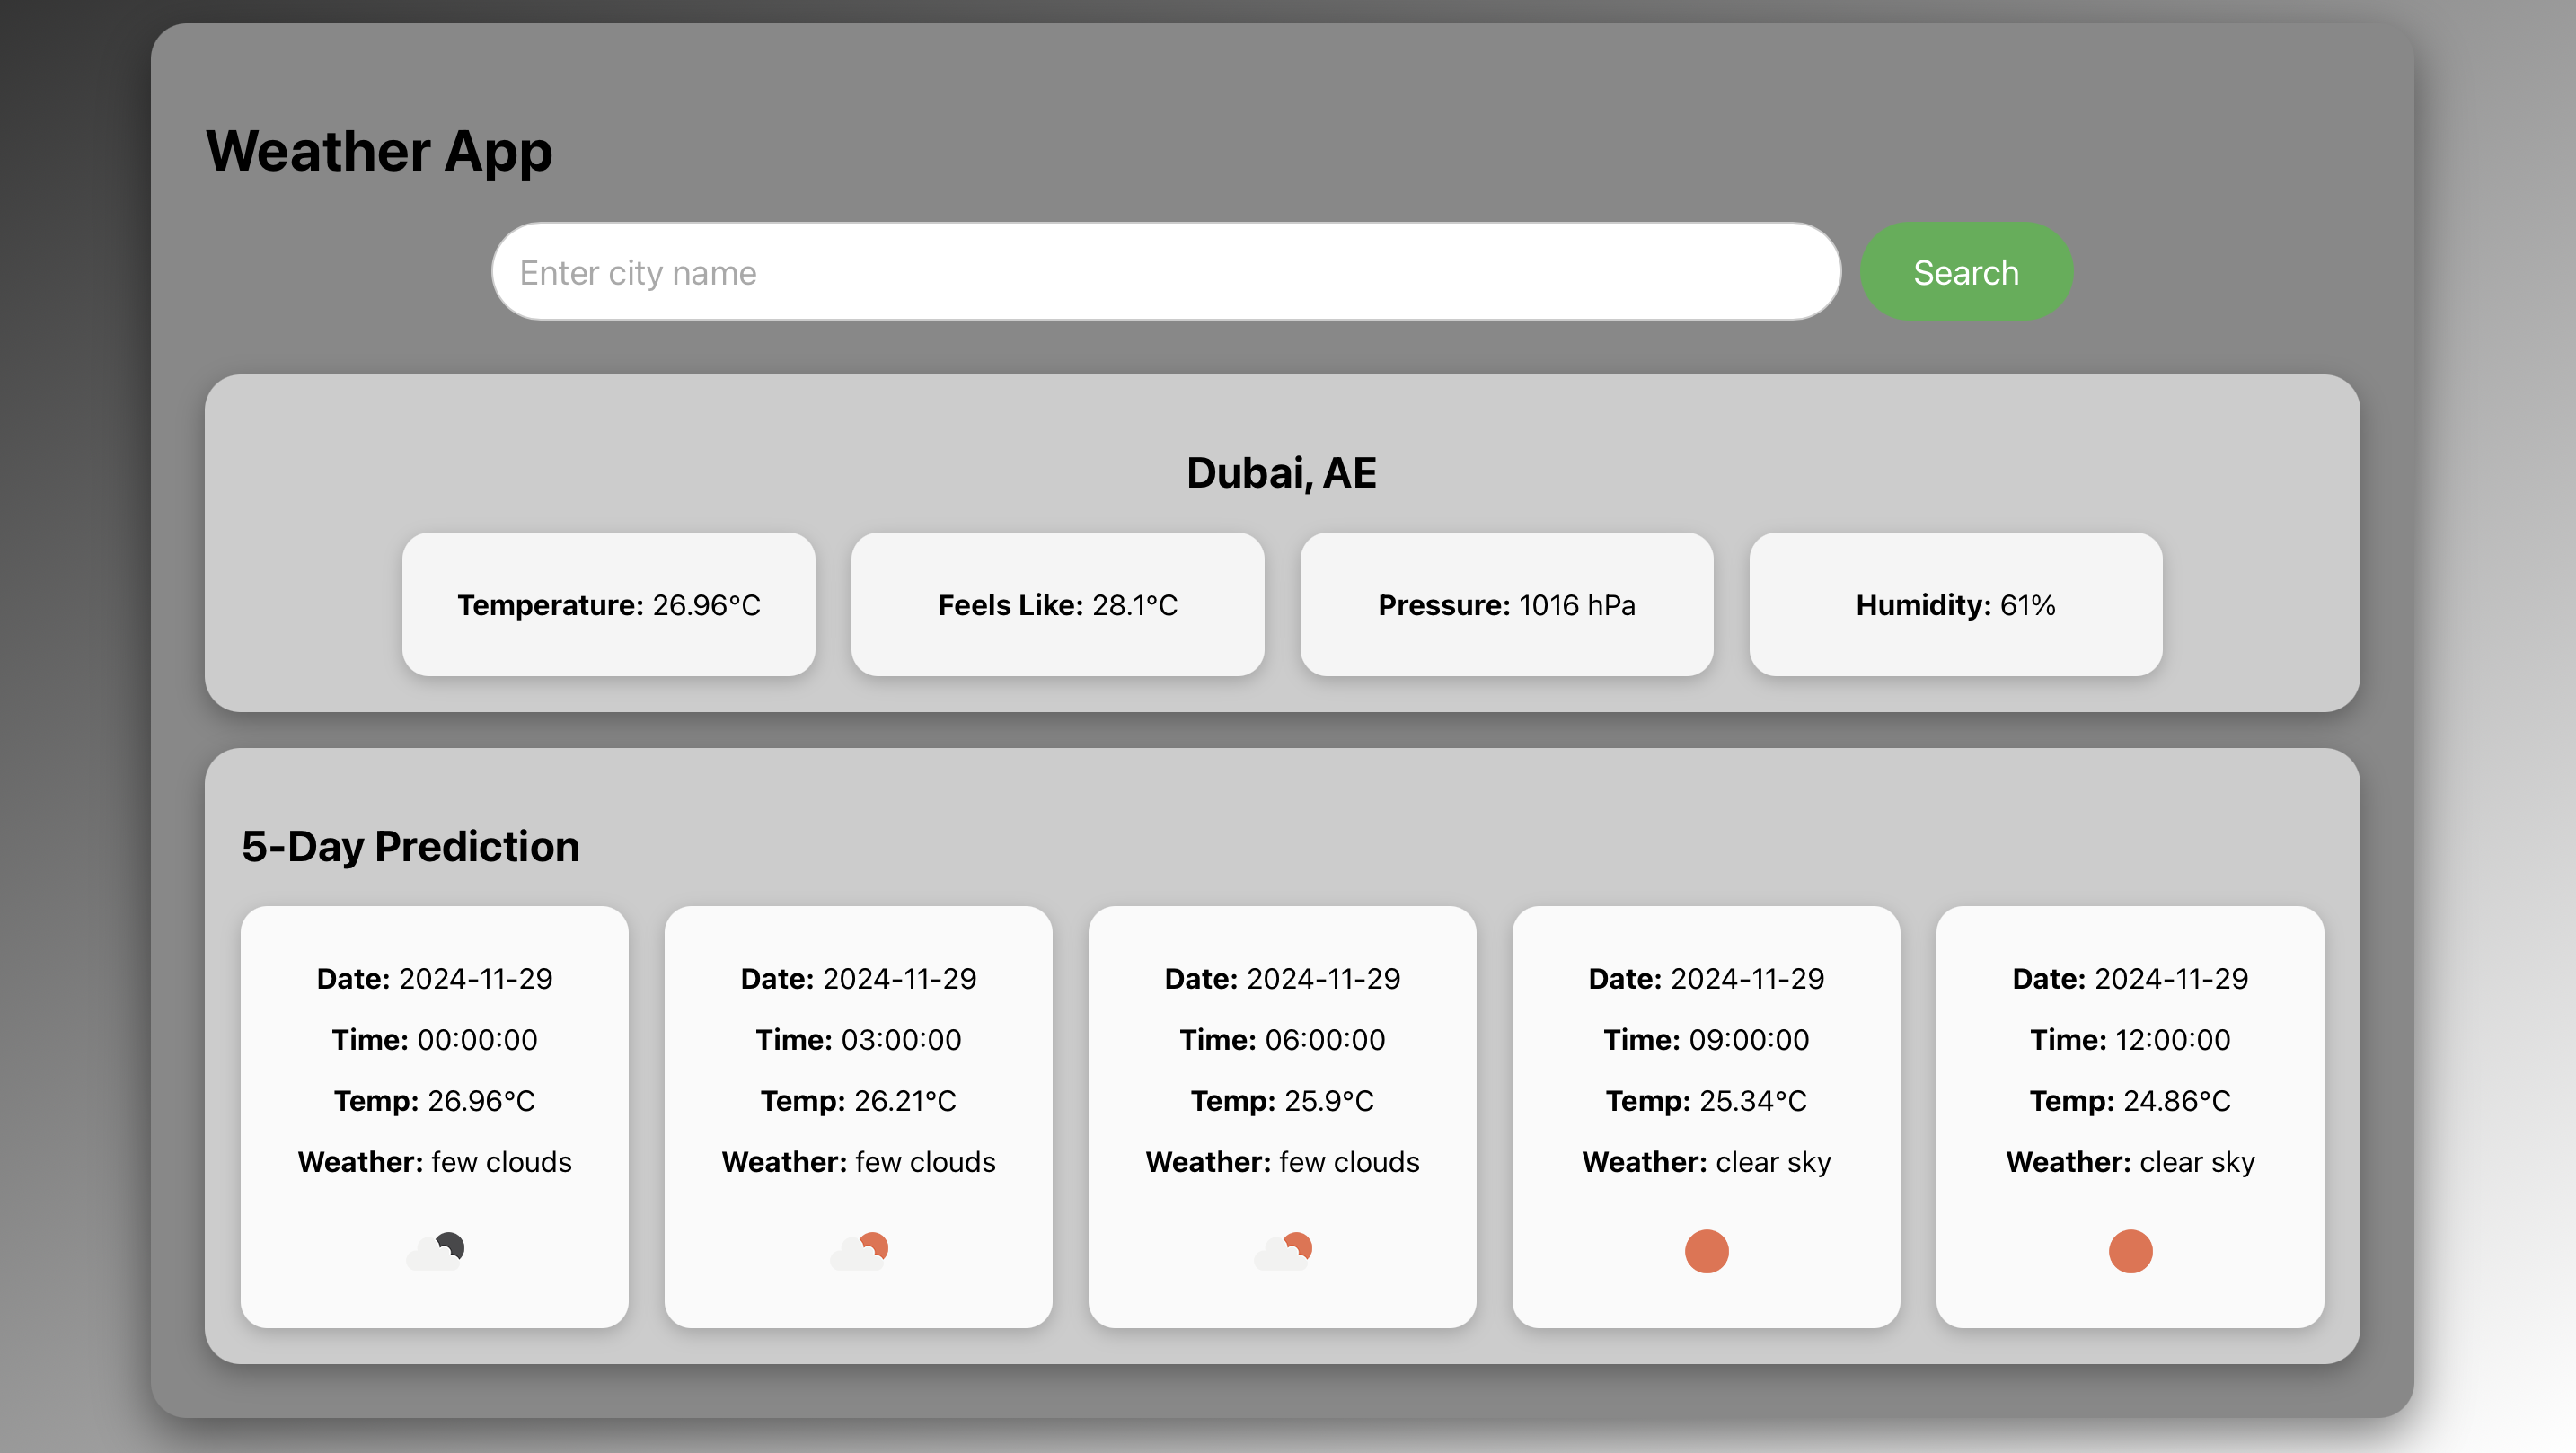 Weather App
Enter city name
Search
Dubai, AE
Temperature: 26.96°C
Feels Like: 28.1°C
Pressure: 1016 hPa
Humidity: 61%
5-Day Prediction
Date: 2024-11-29
Time: 00:00:00
Temp: 26.96°C
Weather: few clouds
Date: 2024-11-29
Time: 03:00:00
Temp: 26.21°C
Weather: few clouds
Date: 2024-11-29
Time: 06:00:00
Temp: 25.9°C
Weather: few clouds
Date: 2024-11-29
Time: 09:00:00
Temp: 25.34°C
Weather: clear sky
Date: 2024-11-29
Time: 12:00:00
Temp: 24.86°C
Weather: clear sky